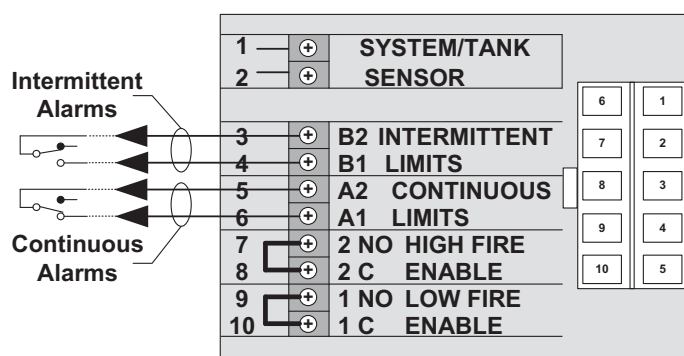 1 SYSTEM/TANK
2 SENSOR
Intermittent
Alarms
3 B2 INTERMITTENT
4 B1 LIMITS
5 A2 CONTINUOUS
6 A1 LIMITS
Continuous
Alarms
7 2 NO HIGH FIRE
8 2 C ENABLE
9 1 NO LOW FIRE
10 1 C ENABLE
6 1
7 2
8 3
9 4
10 5